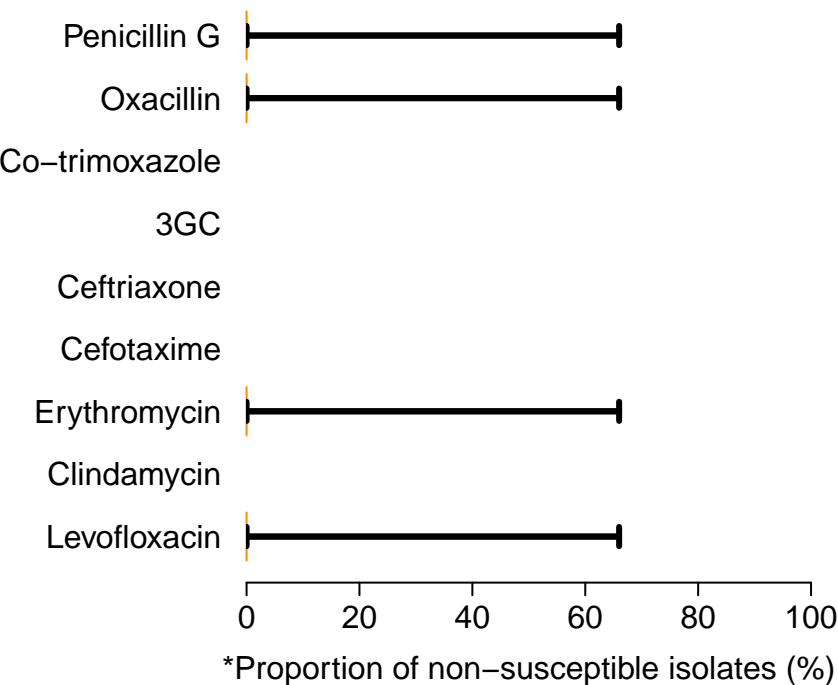 Penicillin G
Oxacillin
Co−trimoxazole
3GC
Ceftriaxone
Cefotaxime
Erythromycin
Clindamycin
Levofloxacin
0 20 40 60 80 100
*Proportion of non−susceptible isolates (%)